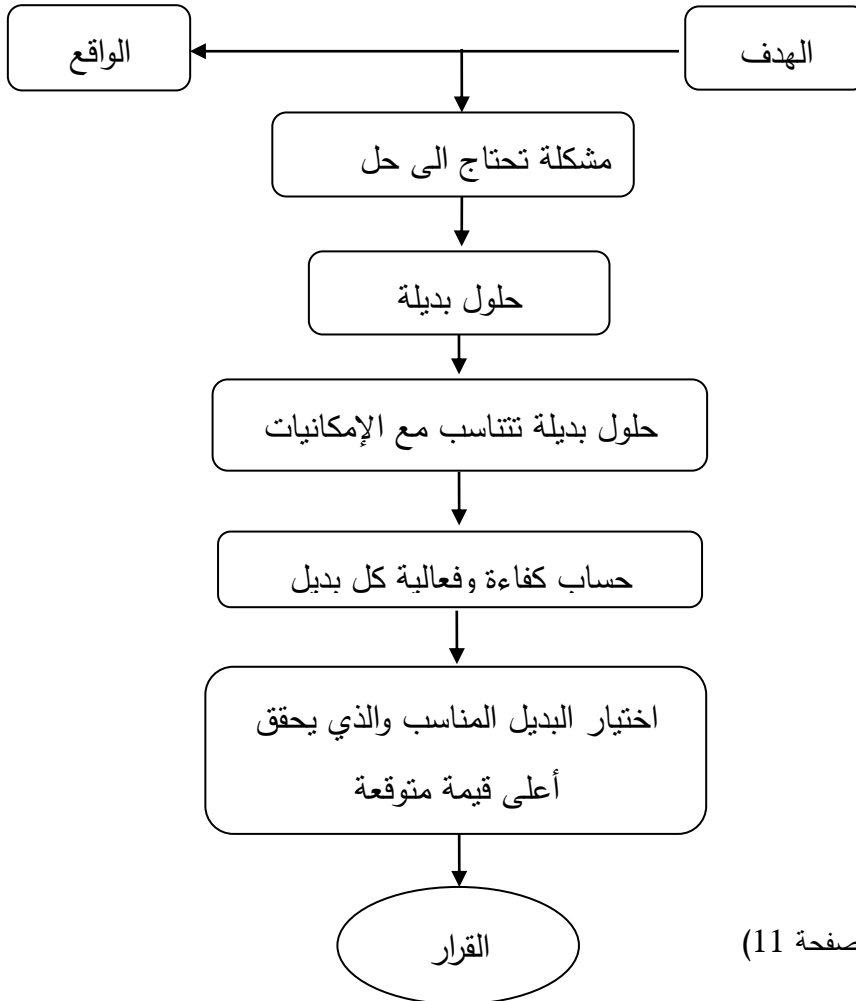 الهدف
الواقع
مشكلة تحتاج الى حل
حلول بديلة
حلول بديلة تتناسب مع الإمكانيات
حساب كفاءة وفعالية كل بديل
اختيار البديل المناسب والذي يحقق
أعلى قيمة متوقعة
القرار
صفحة 11)